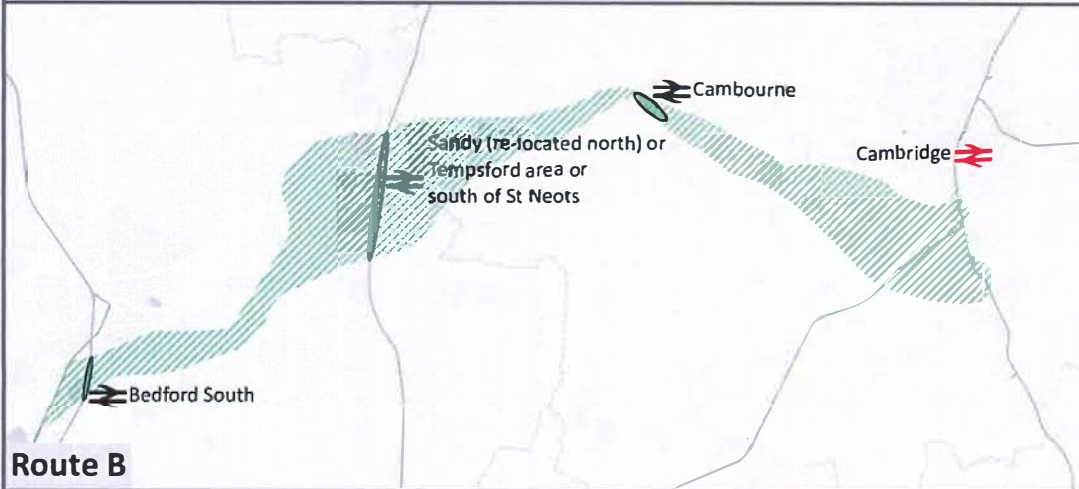 Cambourne
Sandy (re-located north) or
Tempsford area or
south of St Neots
Cambridge
Bedford South
Route B